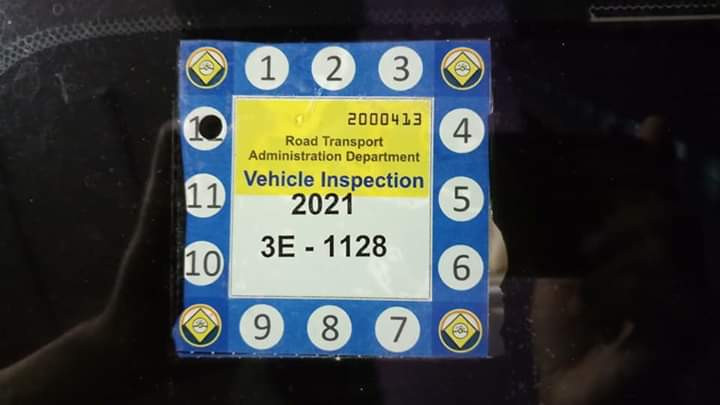 1 2 3
12 2000413 4
Road Transport
Administration Department
Vehicle Inspection
11 2021 5
3E - 1128
10 6
9 8 7